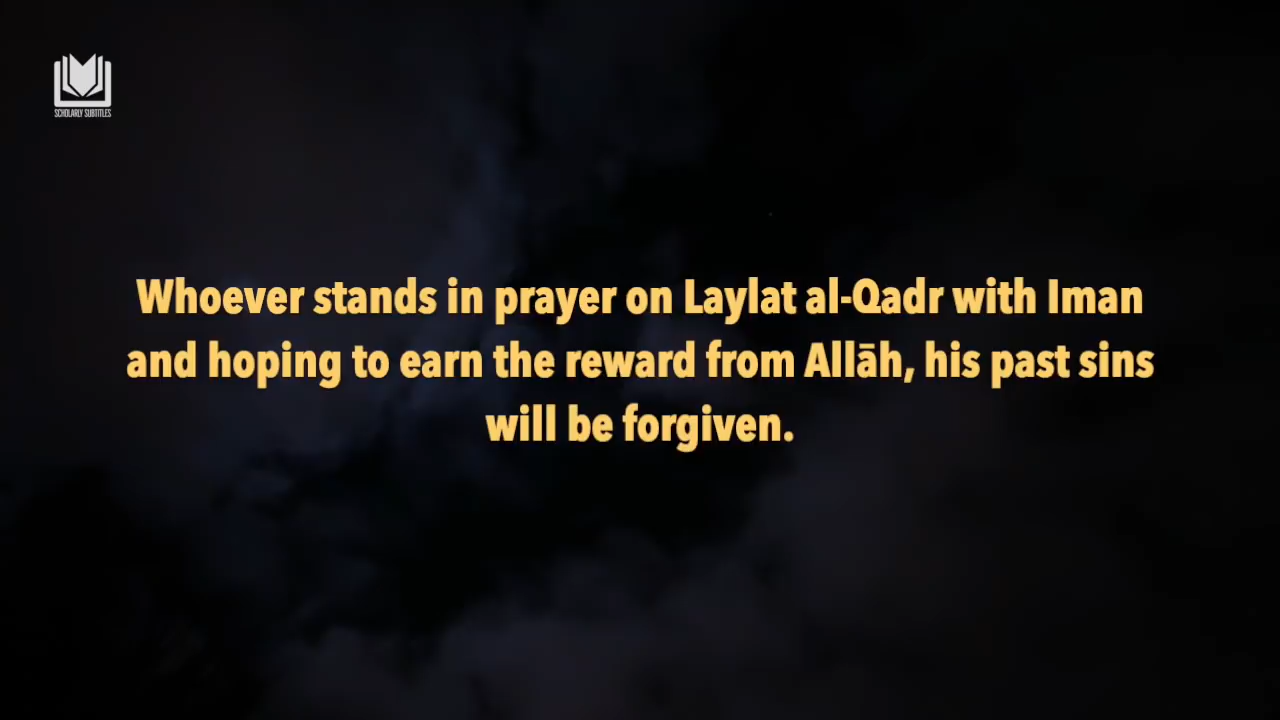 SCHOLARLY SUBTITLES
Whoever stands in prayer on Laylat al-Qadr with Iman
and hoping to earn the reward from Allāh, his past sins
will be forgiven.